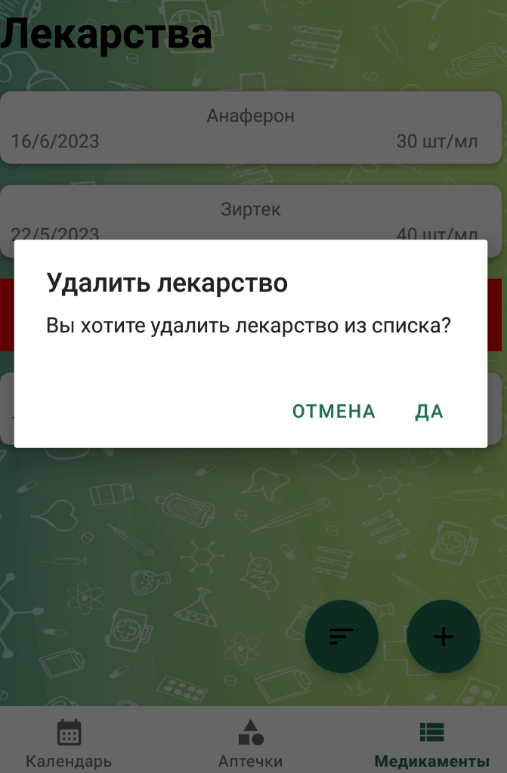 Лекарства
Анаферон
16/6/2023 30 шт/мл
Зиртек
22/5/2023 40 шт/мл
Удалить лекарство
Вы хотите удалить лекарство из списка?
ОТМЕНА ДА
Календарь Аптечки Медикаменты